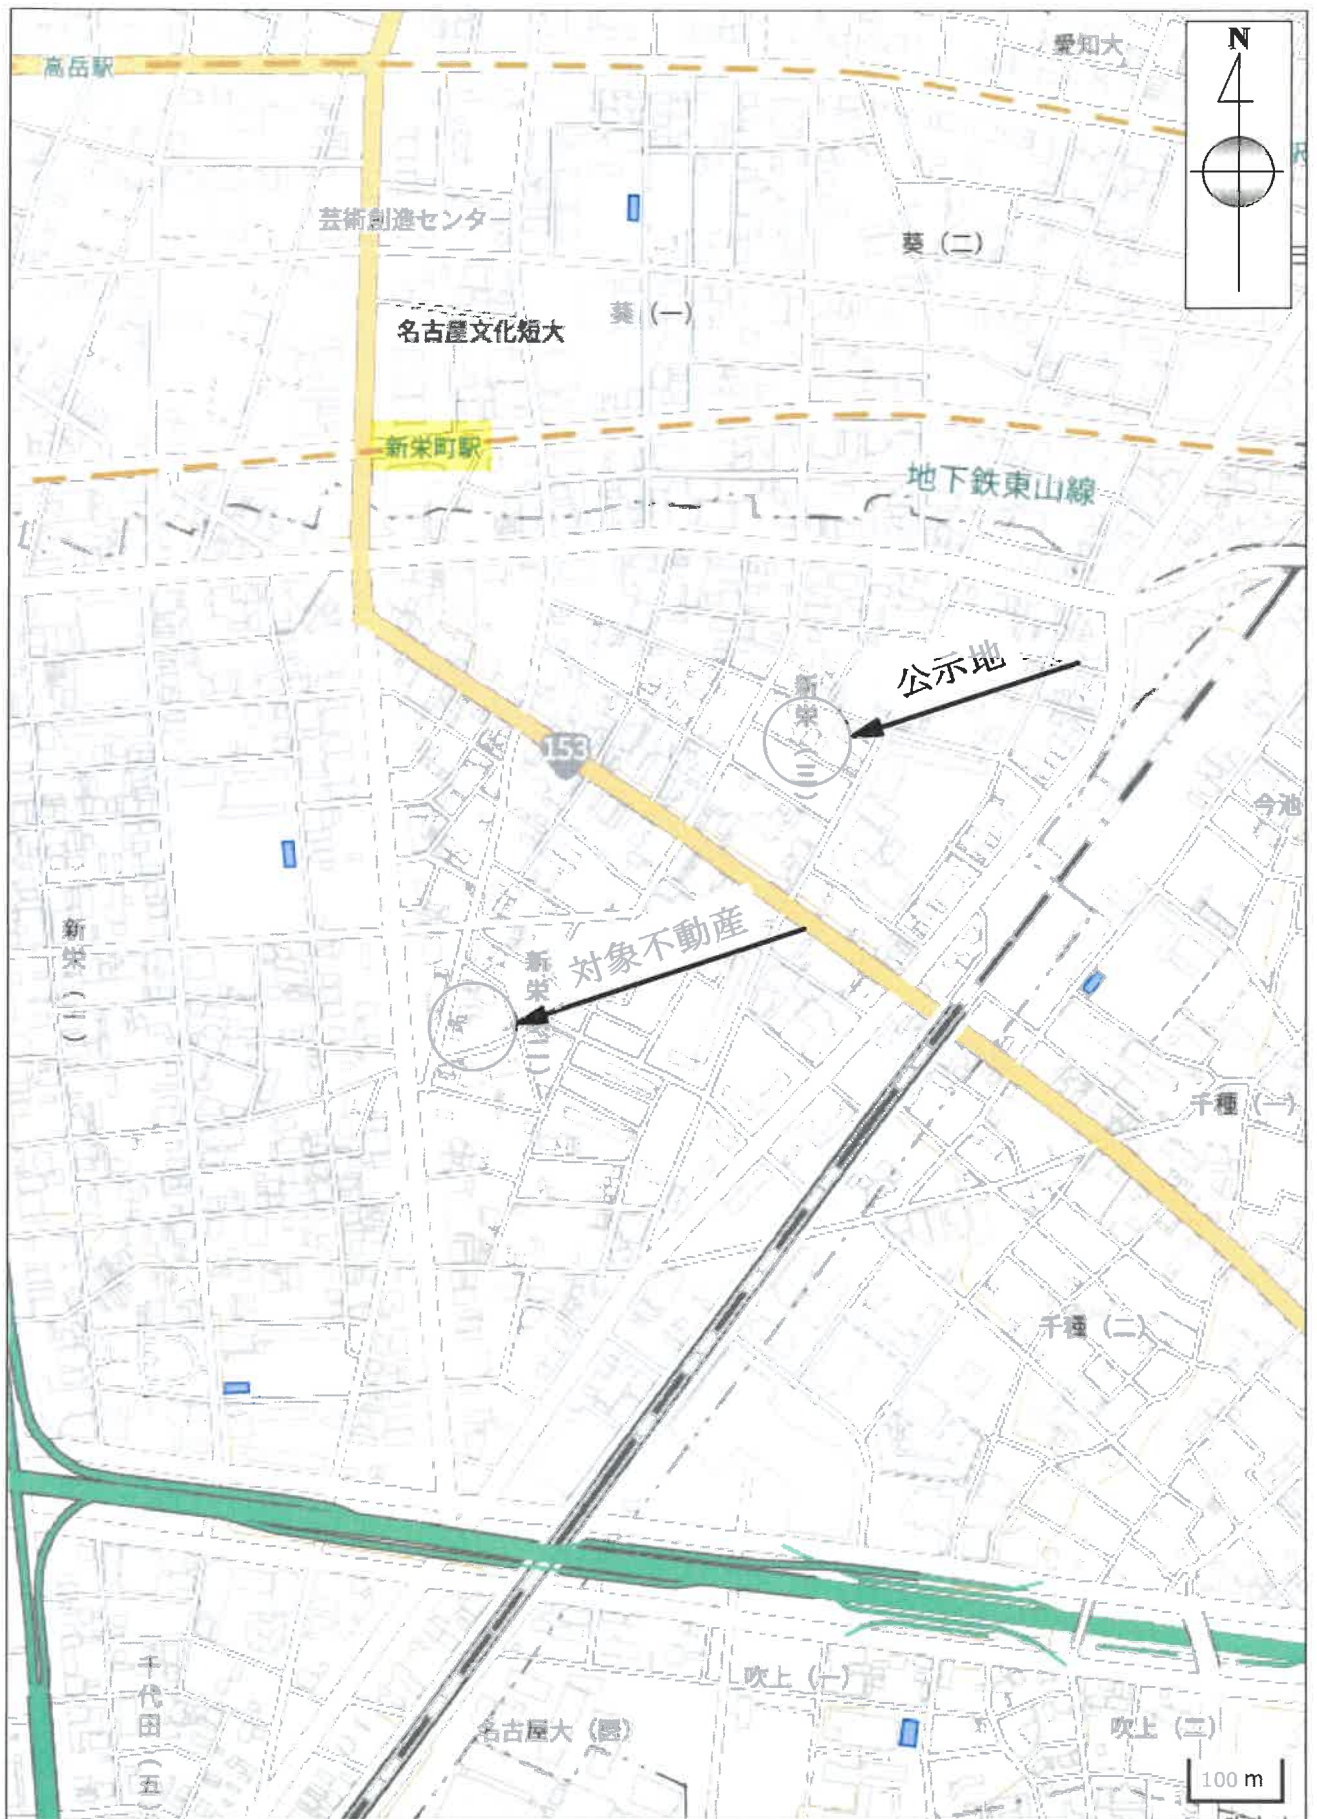 愛知大
N
高岳駅
芸術創造センター
葵（二）
葵（一）
名古屋文化短大
新栄町駅
地下鉄東山線
公示地
新栄（三）
153
今池
対象不動産
新栄（二）
新栄（一）
千種（一）
千種（二）
吹上（一）
千代田（五）
名古屋大（医）
吹上（二）
100 m